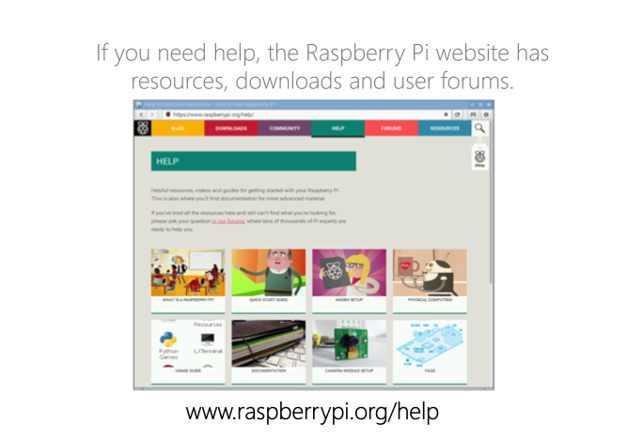 If you need help, the Raspberry Pi website has
resources, downloads and user forums.
Help Guides and Resources
https://www.raspberrypi.org/help/
BLOG DOWNLOADS COMMUNITY HELP FORUMS RESOURCES
Shop
HELP
Helpful resources, videos and guides for getting started with your Raspberry Pi.
This is also where you'll find documentation for more advanced material.
If you've tried all the resources here and still can't find what you're looking for,
please ask your question in our forums, where tens of thousands of Pi experts are
ready to help you.
WHAT IS A RASPBERRY PI? QUICK START GUIDE NOOBS SETUP PHYSICAL COMPUTING
Resources
Python
Games
LXTerminal
USAGE GUIDE DOCUMENTATION CAMERA MODULE SETUP FAQS
www.raspberrypi.org/help